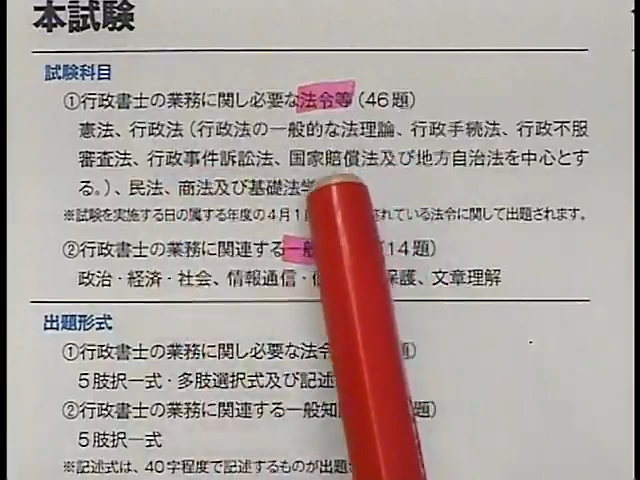 本試験
試験科目
①行政書士の業務に関し必要な法令等(46題)
憲法、行政法(行政法の一般的な法理論、行政手続法、行政不服
審査法、行政事件訴訟法、国家賠償法及び地方自治法を中心とす
る。)、民法、商法及び基礎法学
※試験を実施する日の属する年度の4月1 されている法令に関して出題されます。
②行政書士の業務に関連する一般 14題)
政治・経済・社会、情報通信・ 保護、文章理解
出題形式
①行政書士の業務に関し必要な法令 題)
5肢択一式・多肢選択式及び記述
②行政書士の業務に関連する一般知 題)
5肢択一式
※記述式は、40字程度で記述するものが出題